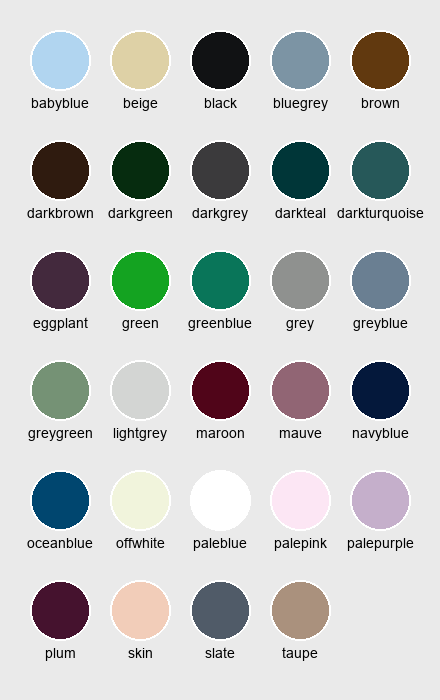 babyblue beige black bluegrey brown
darkbrown darkgreen darkgrey darkteal darkturquoise
eggplant green greenblue grey greyblue
greygreen lightgrey maroon mauve navyblue
oceanblue offwhite paleblue palepink palepurple
plum skin slate taupe